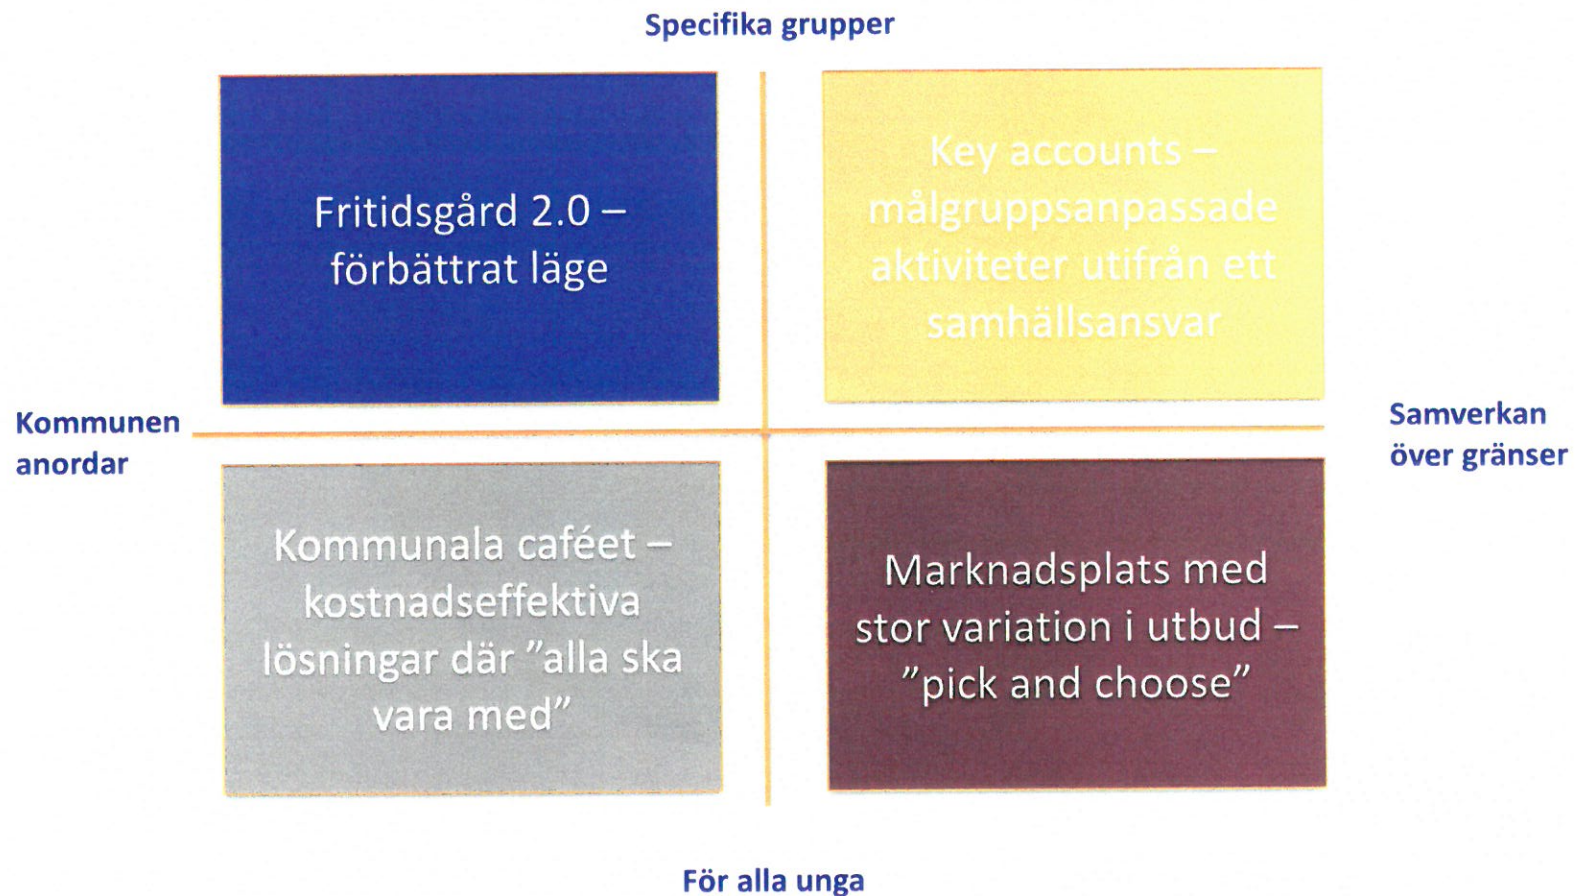 Specifika grupper
Fritidsgård 2.0 –
förbättrat läge
Key accounts –
målgruppsanpassade
aktiviteter utifrån ett
samhällsansvar
Kommunen
anordar
Samverkan
över gränser
Kommunala caféet –
kostnadseffektiva
lösningar där ”alla ska
vara med”
Marknadsplats med
stor variation i utbud –
”pick and choose”
För alla unga